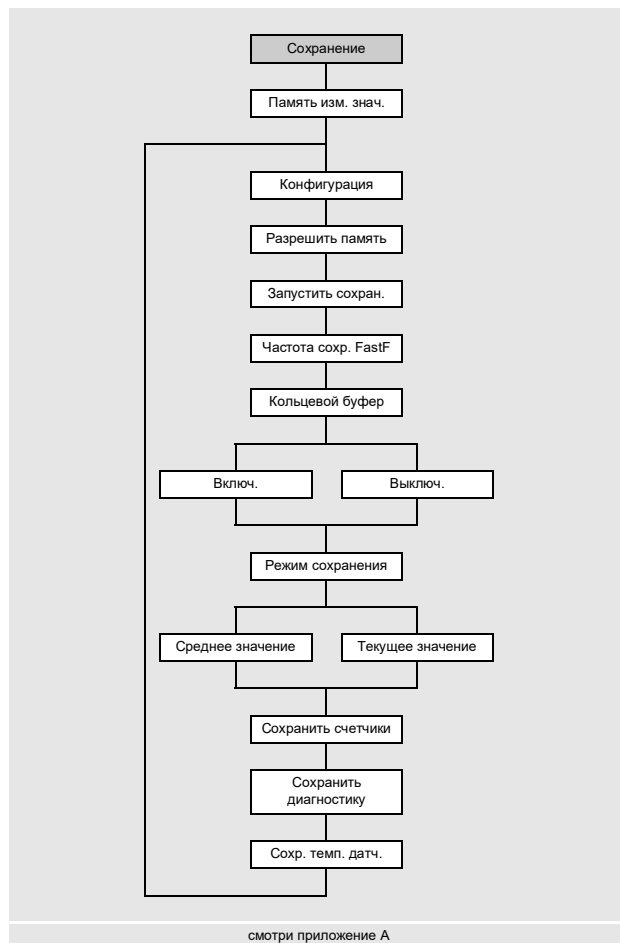 Сохранение
Память изм. знач.
Конфигурация
Разрешить память
Запустить сохран.
Частота сохр. FastF
Кольцевой буфер
Включ.
Выключ.
Режим сохранения
Среднее значение
Текущее значение
Сохранить счетчики
Сохранить
диагностику
Сохр. темп. датч.
смотри приложение А